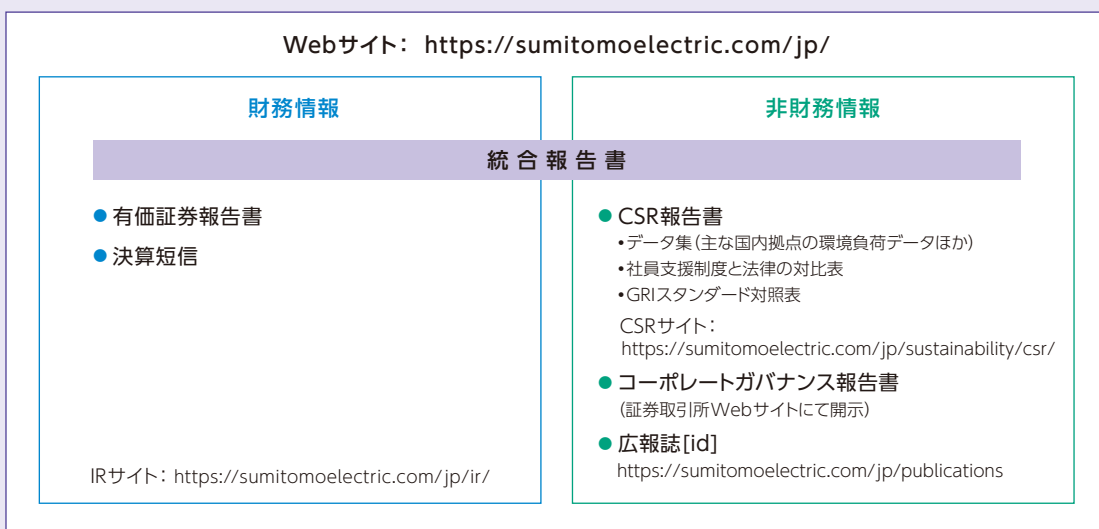 Webサイト： https://sumitomoelectric.com/jp/
財務情報
非財務情報
統合報告書
●有価証券報告書
●決算短信
IRサイト：https://sumitomoelectric.com/jp/ir/
●CSR報告書
•データ集（主な国内拠点の環境負荷データほか）
•社員支援制度と法律の対比表
•GRIスタンダード対照表
CSRサイト：
https://sumitomoelectric.com/jp/sustainability/csr/
●コーポレートガバナンス報告書
（証券取引所Webサイトにて開示）
●広報誌[id]
https://sumitomoelectric.com/jp/publications